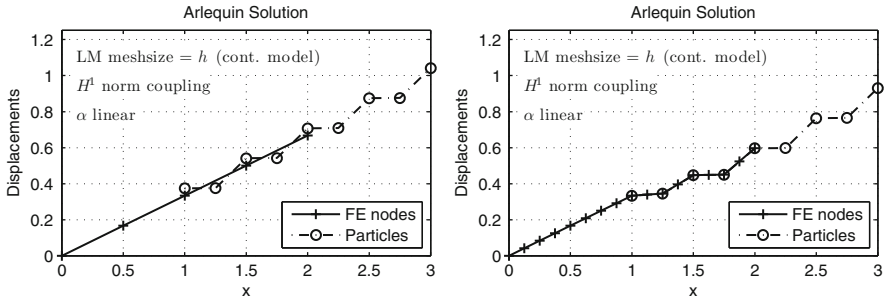 Arlequin Solution
1.2
1
0.8
0.6
0.4
0.2
0
Displacements
LM meshsize = h (cont. model)
H¹ norm coupling
α linear
FE nodes
Particles
0 0.5 1 1.5 2 2.5 3
x
Arlequin Solution
1.2
1
0.8
0.6
0.4
0.2
0
Displacements
LM meshsize = h (cont. model)
H¹ norm coupling
α linear
FE nodes
Particles
0 0.5 1 1.5 2 2.5 3
x